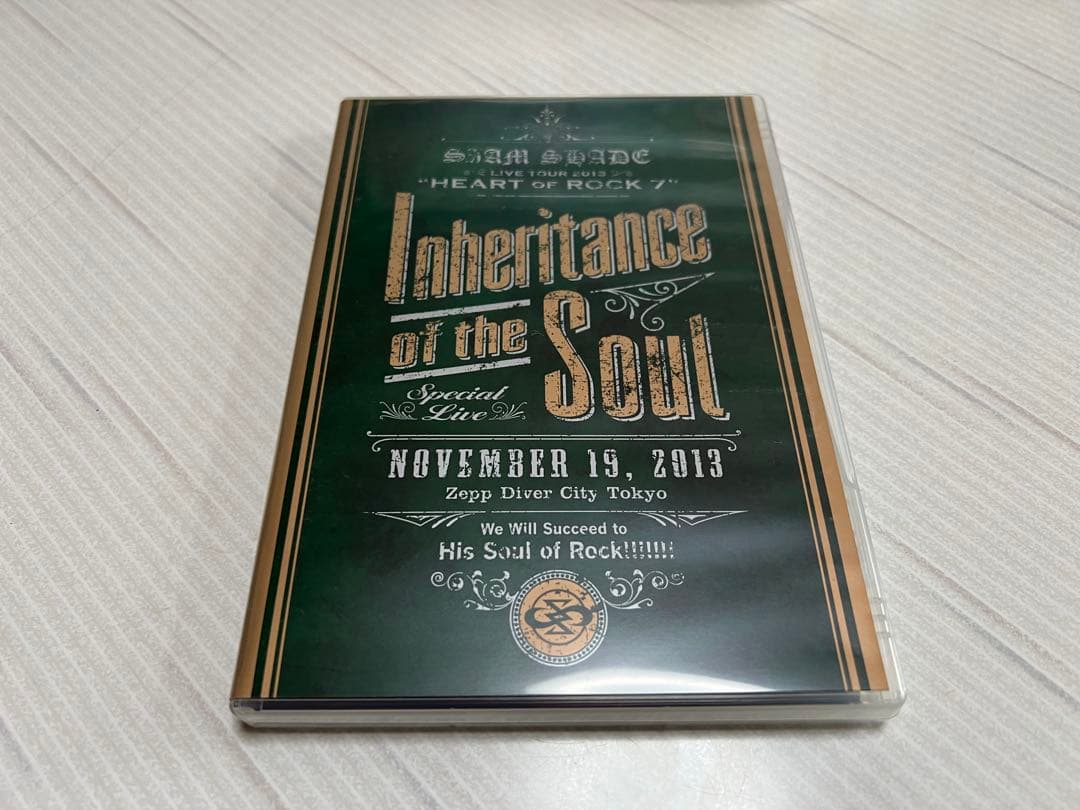 SIAM SHADE
LIVE TOUR 2013
"HEART OF ROCK 7"
Inheritance
of the Soul
Special
Live
NOVEMBER 19, 2013
Zepp Diver City Tokyo
We Will Succeed to
His Soul of Rock!!!!!!!